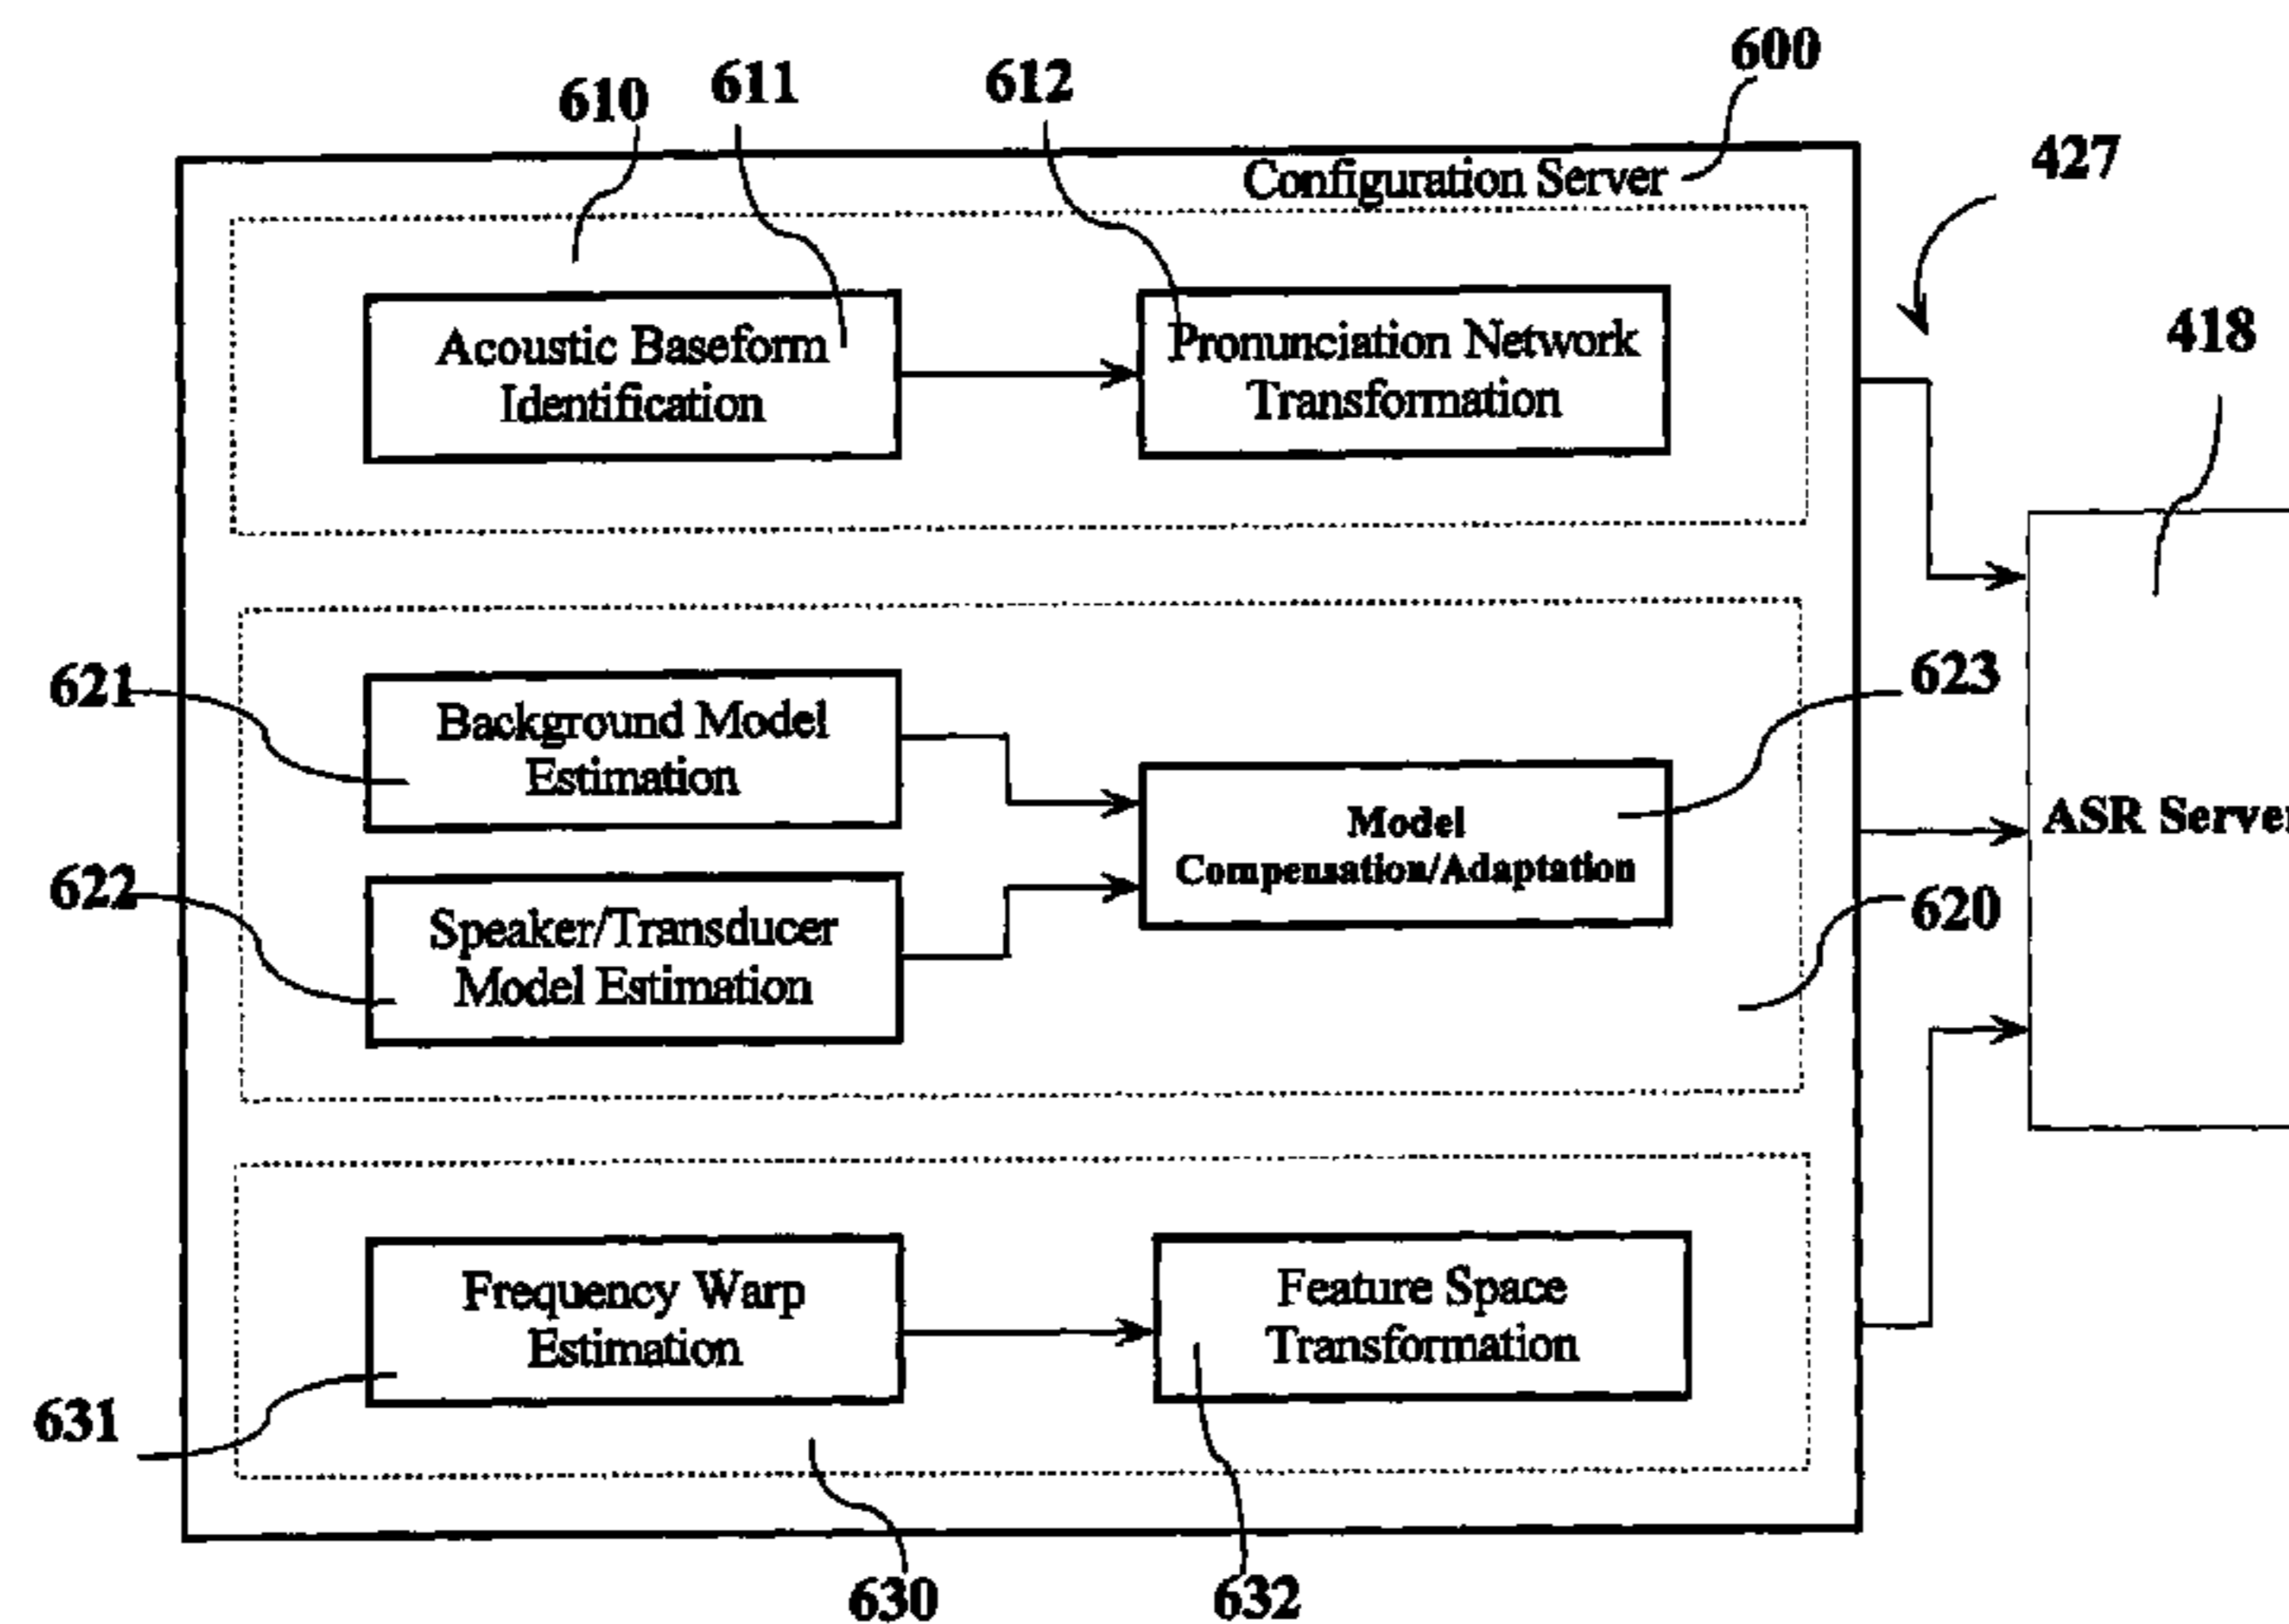 600
610
611
612
427
Configuration Server
Acoustic Baseform
Identification
Pronunciation Network
Transformation
418
621
Background Model
Estimation
623
Model
Compensation/Adaptation
ASR Server
622
Speaker/Transducer
Model Estimation
620
Frequency Warp
Estimation
Feature Space
Transformation
631
630
632